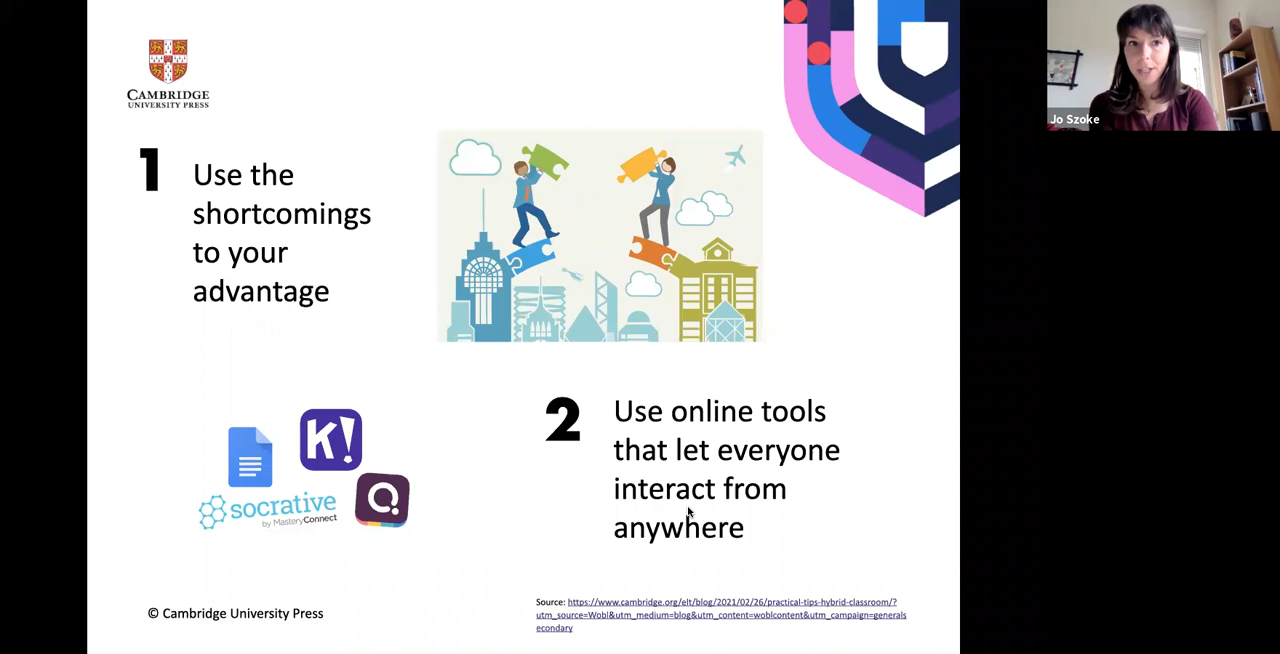 CAMBRIDGE
UNIVERSITY PRESS
Jo Szoke
1
Use the
shortcomings
to your
advantage
K!
socrative
by MasteryConnect
Q
2
Use online tools
that let everyone
interact from
anywhere
© Cambridge University Press
Source: https://www.cambridge.org/elt/blog/2021/02/26/practical-tips-hybrid-classroom/?
utm_source=Wobl&utm_medium=blog&utm_content=woblcontent&utm_campaign=generals
econdary